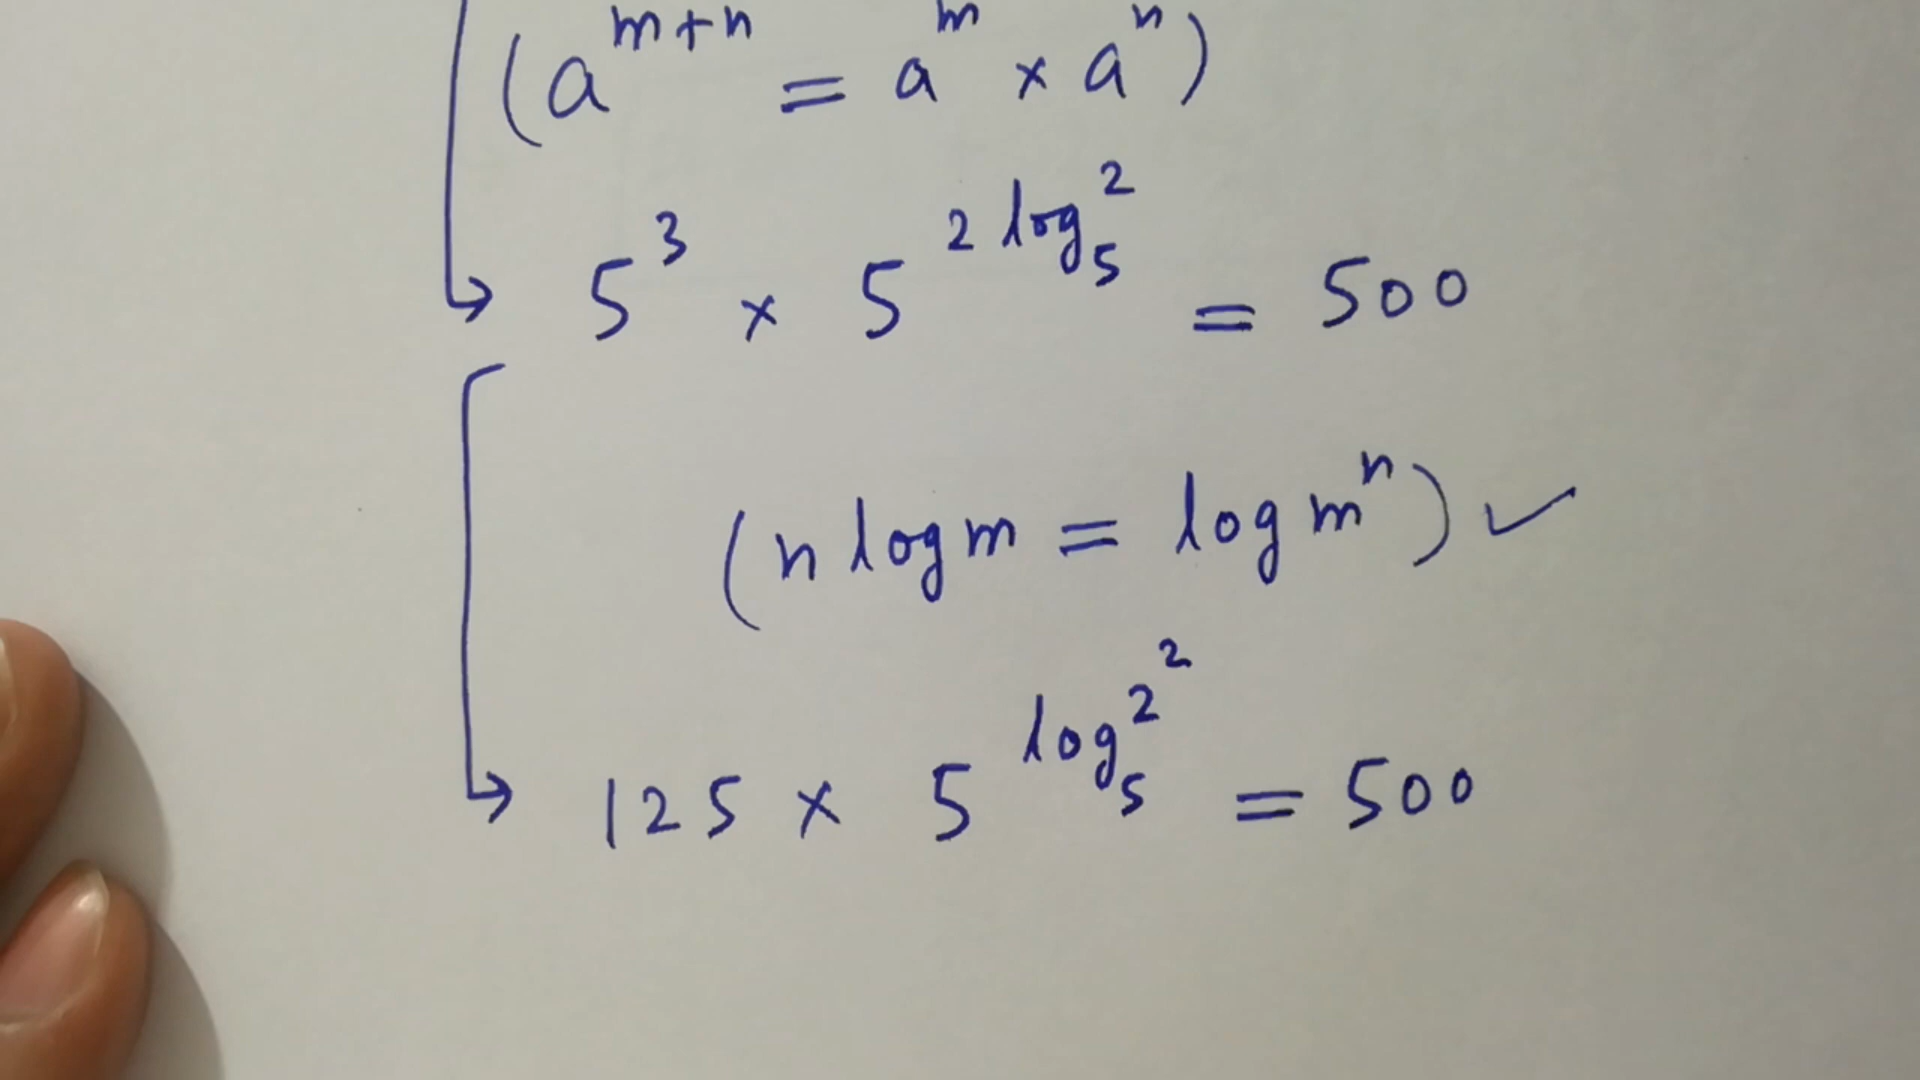 (a^{m+n} = a^m × a^n)
5^3 × 5^{2 log_5 2} = 500
(n log m = log m^n) ✓
125 × 5^{log_5 2^2} = 500